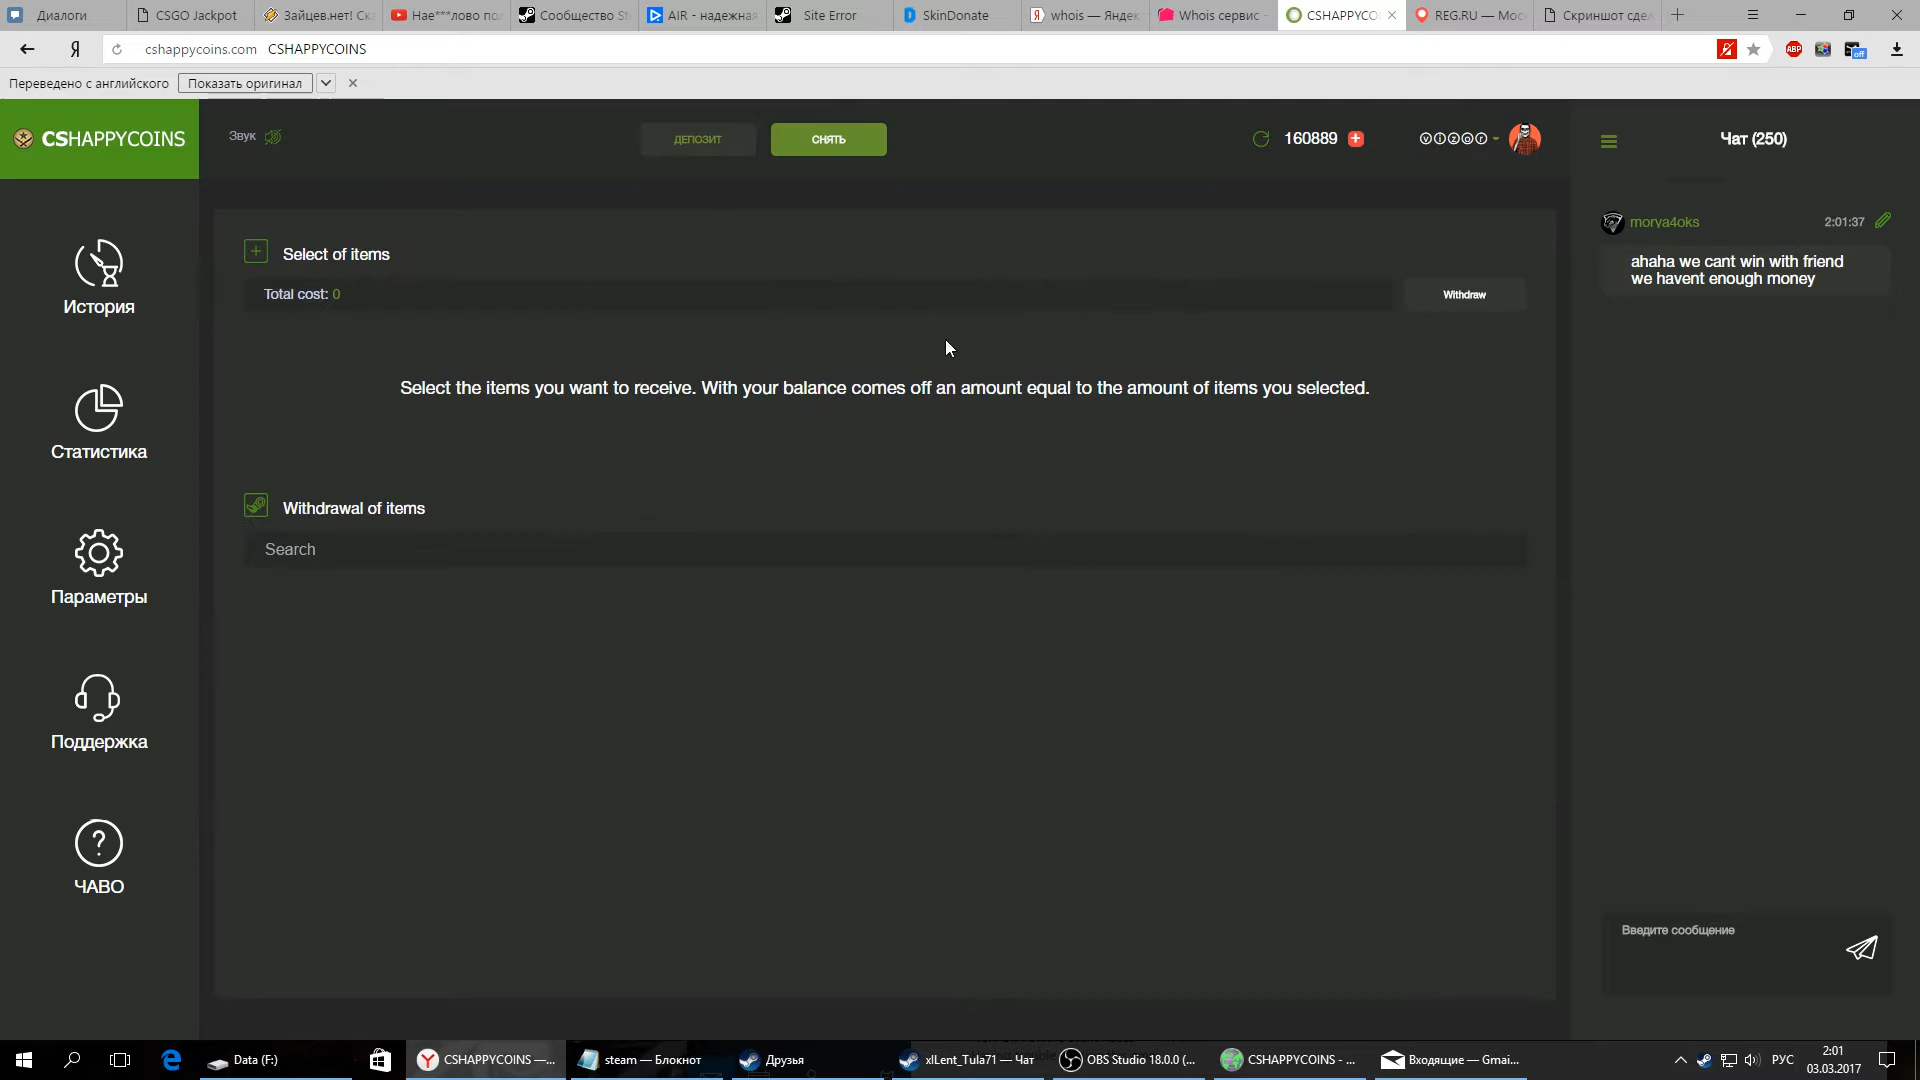 Диалоги
CSGO Jackpot
Зайцев.нет! Ск
Нае***лово по
Сообщество St
AIR - надежна
Site Error
SkinDonate
whois — Яндек
Whois сервис -
CSHAPPYCO
REG.RU — Мос
Скриншот сдел
cshappycoins.com CSHAPPYCOINS
ABP
off
Переведено с английского
Показать оригинал
CSHAPPYCOINS
Звук
ДЕПОЗИТ
СНЯТЬ
160889
ⓥⓘⓩⓞⓡ
Чат (250)
История
Статистика
Параметры
Поддержка
ЧАВО
Select of items
Total cost: 0
Withdraw
Select the items you want to receive. With your balance comes off an amount equal to the amount of items you selected.
Withdrawal of items
Search
morya4oks
2:01:37
ahaha we cant win with friend
we havent enough money
Введите сообщение
Data (F:)
CSHAPPYCOINS —...
steam — Блокнот
Друзья
xlLent_Tula71 — Чат
OBS Studio 18.0.0 (...
CSHAPPYCOINS - ...
Входящие — Gmai...
РУС
2:01
03.03.2017